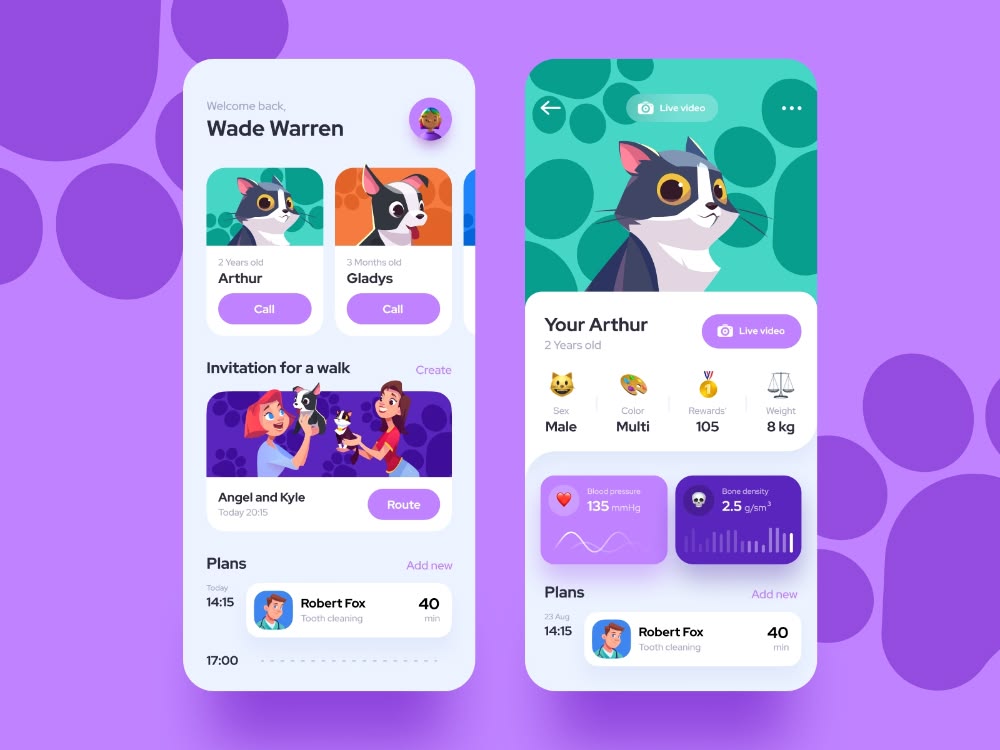 Welcome back,
Wade Warren
2 Years old
Arthur
Call
3 Months old
Gladys
Call
Invitation for a walk
Create
Angel and Kyle
Today 20:15
Route
Plans
Add new
Today
14:15
Robert Fox
Tooth cleaning
40
min
17:00
Live video
Your Arthur
2 Years old
Live video
Sex
Male
Color
Multi
1
Rewards'
105
Weight
8 kg
Blood pressure
135 mmHg
Bone density
2.5 g/sm³
Plans
Add new
23 Aug
14:15
Robert Fox
Tooth cleaning
40
min